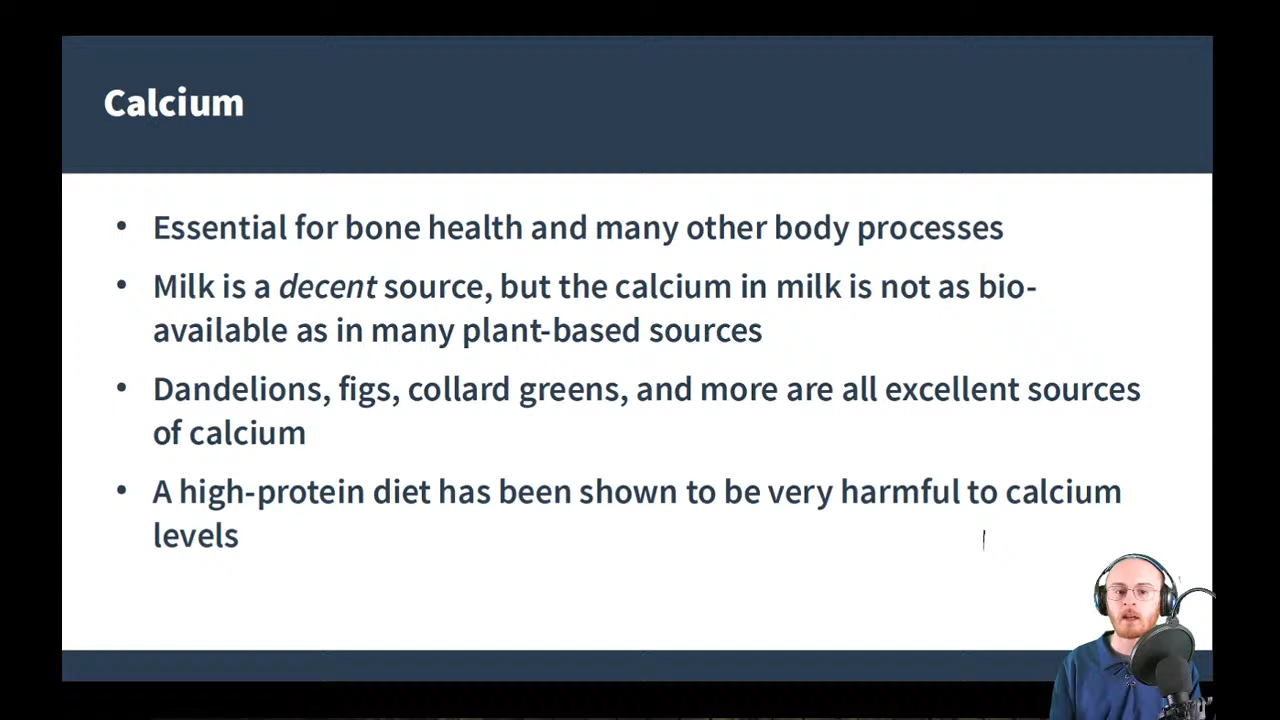 Calcium
• Essential for bone health and many other body processes
• Milk is a decent source, but the calcium in milk is not as bio-
available as in many plant-based sources
• Dandelions, figs, collard greens, and more are all excellent sources
of calcium
• A high-protein diet has been shown to be very harmful to calcium
levels